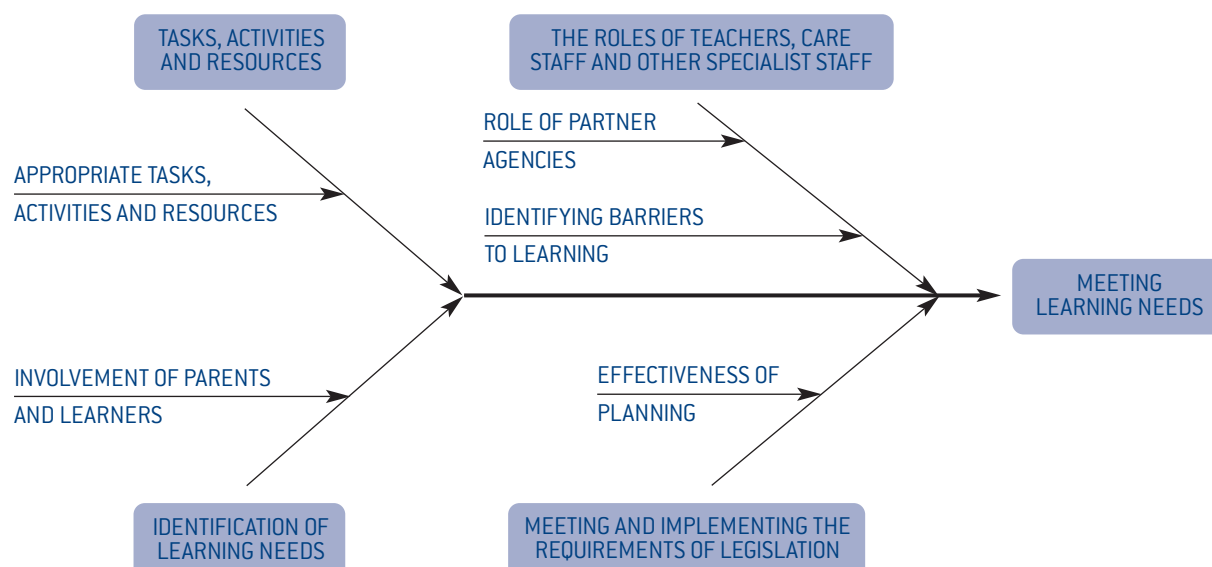 TASKS, ACTIVITIES
AND RESOURCES
THE ROLES OF TEACHERS, CARE
STAFF AND OTHER SPECIALIST STAFF
ROLE OF PARTNER
AGENCIES
APPROPRIATE TASKS,
ACTIVITIES AND RESOURCES
IDENTIFYING BARRIERS
TO LEARNING
MEETING
LEARNING NEEDS
INVOLVEMENT OF PARENTS
AND LEARNERS
EFFECTIVENESS OF
PLANNING
IDENTIFICATION OF
LEARNING NEEDS
MEETING AND IMPLEMENTING THE
REQUIREMENTS OF LEGISLATION